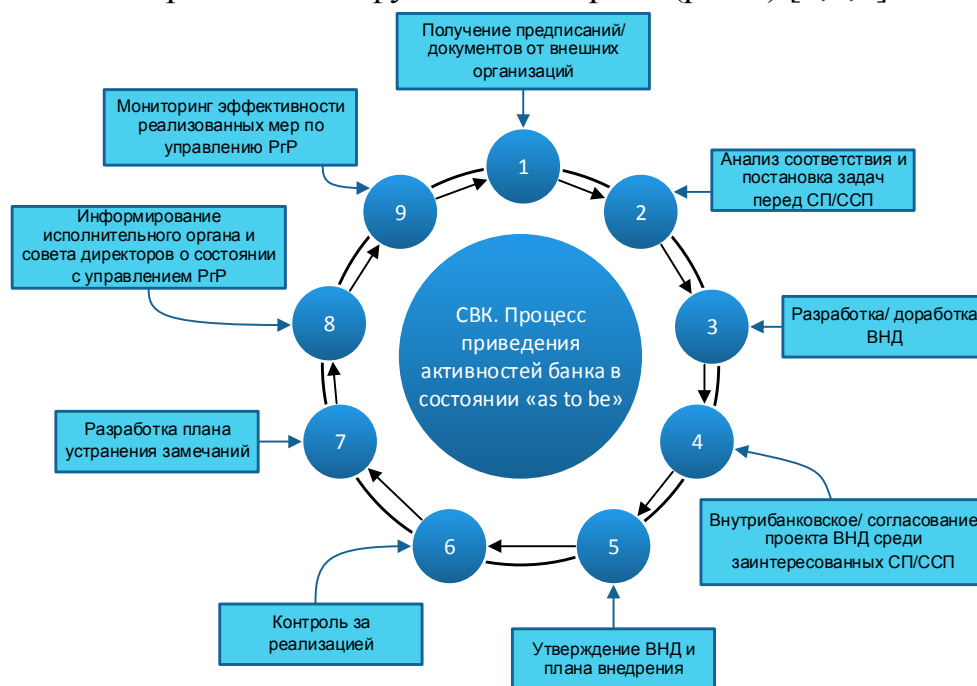 Получение предписаний/
документов от внешних
организаций
Мониторинг эффективности
реализованных мер по
управлению РгР
Анализ соответствия и
постановка задач
перед СП/ССП
Информирование
исполнительного органа и
совета директоров о состоянии
с управлением РгР
1
2
9
8
3
СВК. Процесс
приведения
активностей банка в
состоянии «as to be»
Разработка/ доработка
ВНД
Разработка плана
устранения замечаний
7
4
6
5
Внутрибанковское/ согласование
проекта ВНД среди
заинтересованных СП/ССП
Контроль за
реализацией
Утверждение ВНД и
плана внедрения